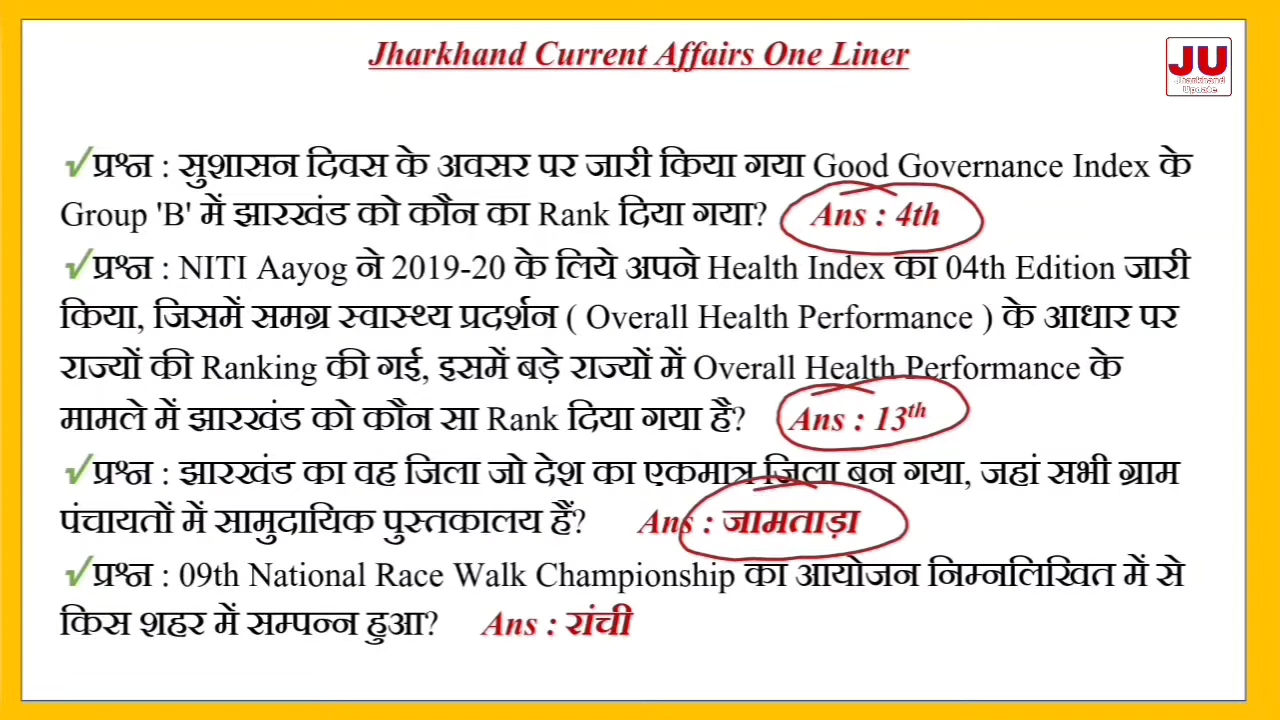 Jharkhand Current Affairs One Liner
JU
Jharkhand
Update
✓प्रश्न : सुशासन दिवस के अवसर पर जारी किया गया Good Governance Index के
Group 'B' में झारखंड को कौन का Rank दिया गया? Ans : 4th
✓प्रश्न : NITI Aayog ने 2019-20 के लिये अपने Health Index का 04th Edition जारी
किया, जिसमें समग्र स्वास्थ्य प्रदर्शन ( Overall Health Performance ) के आधार पर
राज्यों की Ranking की गई, इसमें बड़े राज्यों में Overall Health Performance के
मामले में झारखंड को कौन सा Rank दिया गया है? Ans : 13th
✓प्रश्न : झारखंड का वह जिला जो देश का एकमात्र जिला बन गया, जहां सभी ग्राम
पंचायतों में सामुदायिक पुस्तकालय हैं? Ans : जामताड़ा
✓प्रश्न : 09th National Race Walk Championship का आयोजन निम्नलिखित में से
किस शहर में सम्पन्न हुआ? Ans : रांची